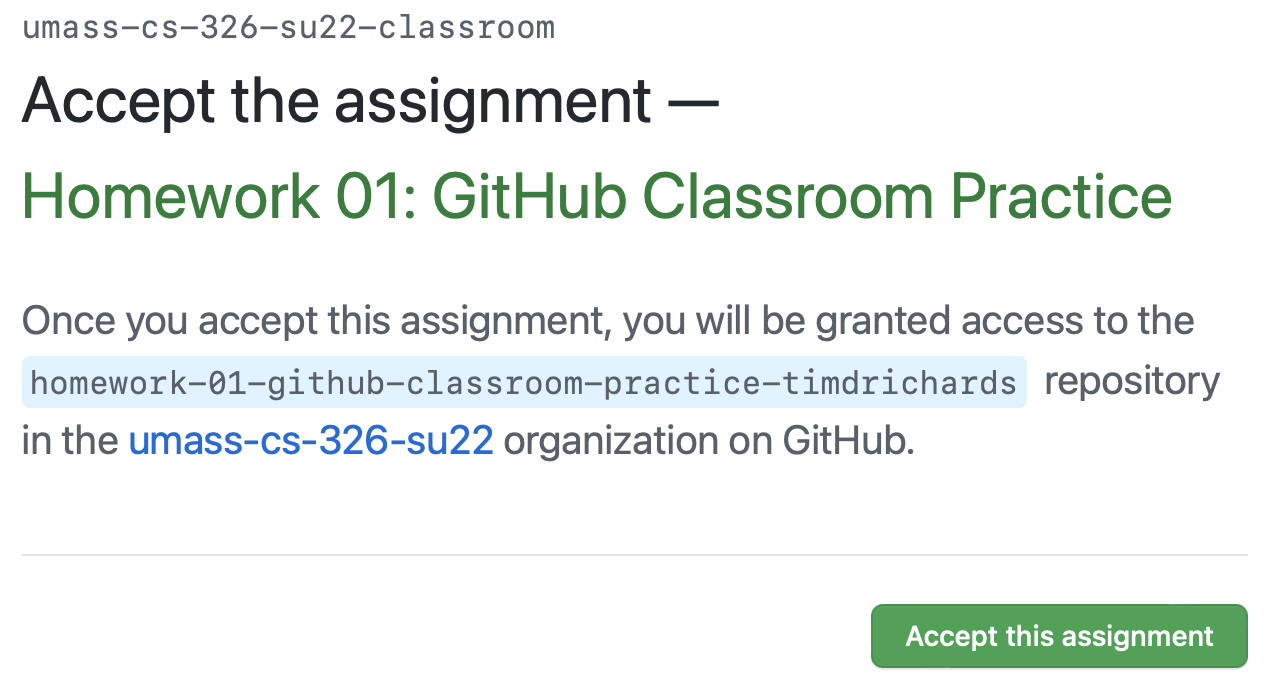 umass-cs-326-su22-classroom
Accept the assignment —
Homework 01: GitHub Classroom Practice
Once you accept this assignment, you will be granted access to the
homework-01-github-classroom-practice-timdrichards repository
in the umass-cs-326-su22 organization on GitHub.
Accept this assignment